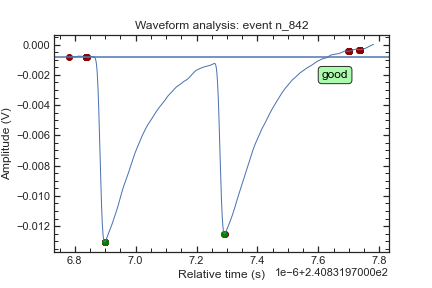 Waveform analysis: event n_842
0.000
−0.002
−0.004
−0.006
−0.008
−0.010
−0.012
Amplitude (V)
good
6.8 7.0 7.2 7.4 7.6 7.8
Relative time (s)
1e−6+2.4083197000e2